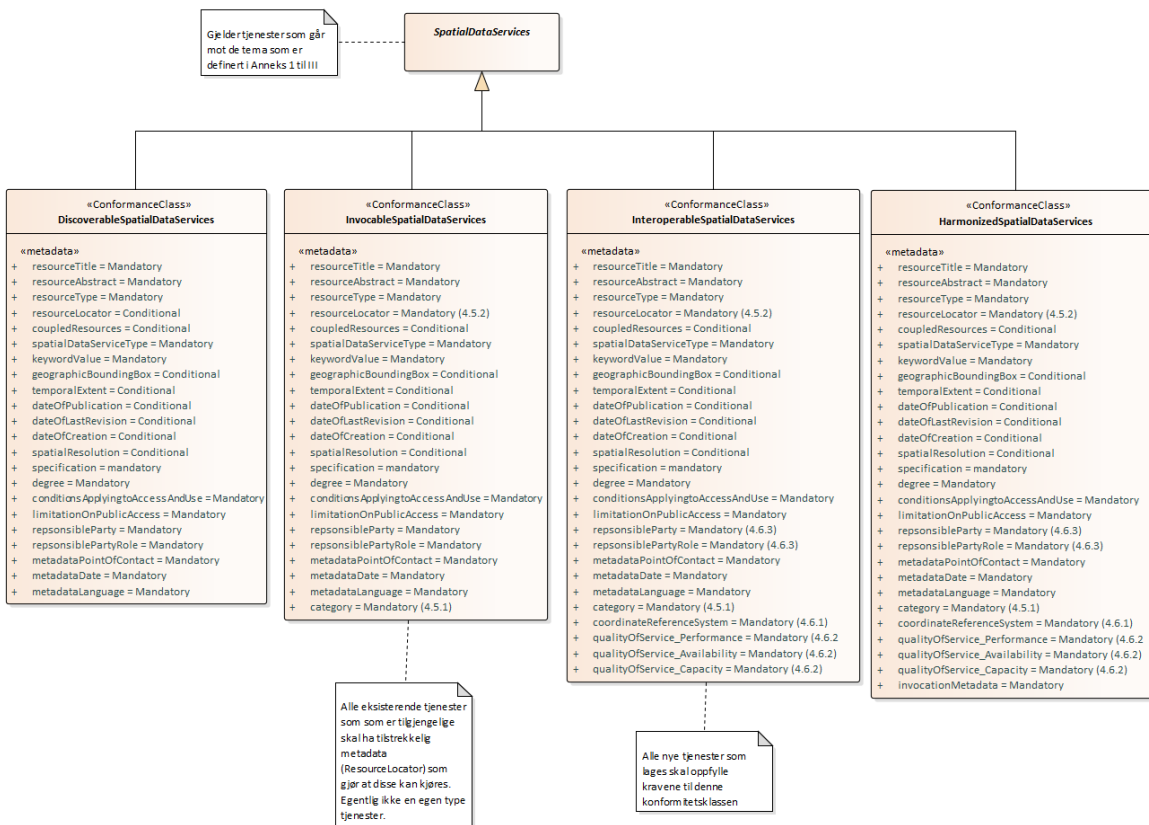 Gjelder tjenester som går
mot de tema som er
definert i Anneks 1 til III
SpatialDataServices
«ConformanceClass»
DiscoverableSpatialDataServices
«metadata»
+ resourceTitle = Mandatory
+ resourceAbstract = Mandatory
+ resourceType = Mandatory
+ resourceLocator = Conditional
+ coupledResources = Conditional
+ spatialDataServiceType = Mandatory
+ keywordValue = Mandatory
+ geographicBoundingBox = Conditional
+ temporalExtent = Conditional
+ dateOfPublication = Conditional
+ dateOfLastRevision = Conditional
+ dateOfCreation = Conditional
+ spatialResolution = Conditional
+ specification = mandatory
+ degree = Mandatory
+ conditionsApplyingtoAccessAndUse = Mandatory
+ limitationOnPublicAccess = Mandatory
+ repsonsibleParty = Mandatory
+ repsonsiblePartyRole = Mandatory
+ metadataPointOfContact = Mandatory
+ metadataDate = Mandatory
+ metadataLanguage = Mandatory
«ConformanceClass»
InvocableSpatialDataServices
«metadata»
+ resourceTitle = Mandatory
+ resourceAbstract = Mandatory
+ resourceType = Mandatory
+ resourceLocator = Mandatory (4.5.2)
+ coupledResources = Conditional
+ spatialDataServiceType = Mandatory
+ keywordValue = Mandatory
+ geographicBoundingBox = Conditional
+ temporalExtent = Conditional
+ dateOfPublication = Conditional
+ dateOfLastRevision = Conditional
+ dateOfCreation = Conditional
+ spatialResolution = Conditional
+ specification = mandatory
+ degree = Mandatory
+ conditionsApplyingtoAccessAndUse = Mandatory
+ limitationOnPublicAccess = Mandatory
+ repsonsibleParty = Mandatory
+ repsonsiblePartyRole = Mandatory
+ metadataPointOfContact = Mandatory
+ metadataDate = Mandatory
+ metadataLanguage = Mandatory
+ category = Mandatory (4.5.1)
«ConformanceClass»
InteroperableSpatialDataServices
«metadata»
+ resourceTitle = Mandatory
+ resourceAbstract = Mandatory
+ resourceType = Mandatory
+ resourceLocator = Mandatory (4.5.2)
+ coupledResources = Conditional
+ spatialDataServiceType = Mandatory
+ keywordValue = Mandatory
+ geographicBoundingBox = Conditional
+ temporalExtent = Conditional
+ dateOfPublication = Conditional
+ dateOfLastRevision = Conditional
+ dateOfCreation = Conditional
+ spatialResolution = Conditional
+ specification = mandatory
+ degree = Mandatory
+ conditionsApplyingtoAccessAndUse = Mandatory
+ limitationOnPublicAccess = Mandatory
+ repsonsibleParty = Mandatory (4.6.3)
+ repsonsiblePartyRole = Mandatory (4.6.3)
+ metadataPointOfContact = Mandatory
+ metadataDate = Mandatory
+ metadataLanguage = Mandatory
+ category = Mandatory (4.5.1)
+ coordinateReferenceSystem = Mandatory (4.6.1)
+ qualityOfService_Performance = Mandatory (4.6.2
+ qualityOfService_Availability = Mandatory (4.6.2)
+ qualityOfService_Capacity = Mandatory (4.6.2)
«ConformanceClass»
HarmonizedSpatialDataServices
«metadata»
+ resourceTitle = Mandatory
+ resourceAbstract = Mandatory
+ resourceType = Mandatory
+ resourceLocator = Mandatory (4.5.2)
+ coupledResources = Conditional
+ spatialDataServiceType = Mandatory
+ keywordValue = Mandatory
+ geographicBoundingBox = Conditional
+ temporalExtent = Conditional
+ dateOfPublication = Conditional
+ dateOfLastRevision = Conditional
+ dateOfCreation = Conditional
+ spatialResolution = Conditional
+ specification = mandatory
+ degree = Mandatory
+ conditionsApplyingtoAccessAndUse = Mandatory
+ limitationOnPublicAccess = Mandatory
+ repsonsibleParty = Mandatory (4.6.3)
+ repsonsiblePartyRole = Mandatory (4.6.3)
+ metadataPointOfContact = Mandatory
+ metadataDate = Mandatory
+ metadataLanguage = Mandatory
+ category = Mandatory (4.5.1)
+ coordinateReferenceSystem = Mandatory (4.6.1)
+ qualityOfService_Performance = Mandatory (4.6.2
+ qualityOfService_Availability = Mandatory (4.6.2)
+ qualityOfService_Capacity = Mandatory (4.6.2)
+ invocationMetadata = Mandatory
Alle eksisterende tjenester
som som er tilgjengelige
skal ha tilstrekkelig
metadata
(ResourceLocator) som
gjør at disse kan kjøres.
Egentlig ikke en egen type
tjenester.
Alle nye tjenester som
lages skal oppfylle
kravene til denne
konformitetsklassen